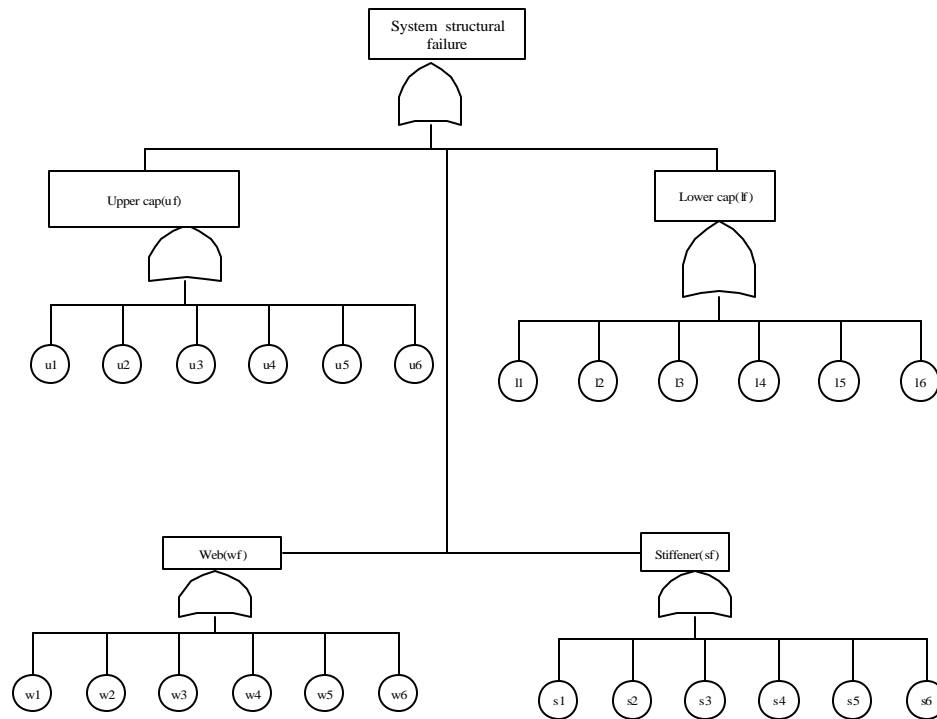 System structural
failure
Upper cap(uf)
Lower cap(lf)
u1 u2 u3 u4 u5 u6
l1 l2 l3 l4 l5 l6
Web(wf)
Stiffener(sf)
w1 w2 w3 w4 w5 w6
s1 s2 s3 s4 s5 s6